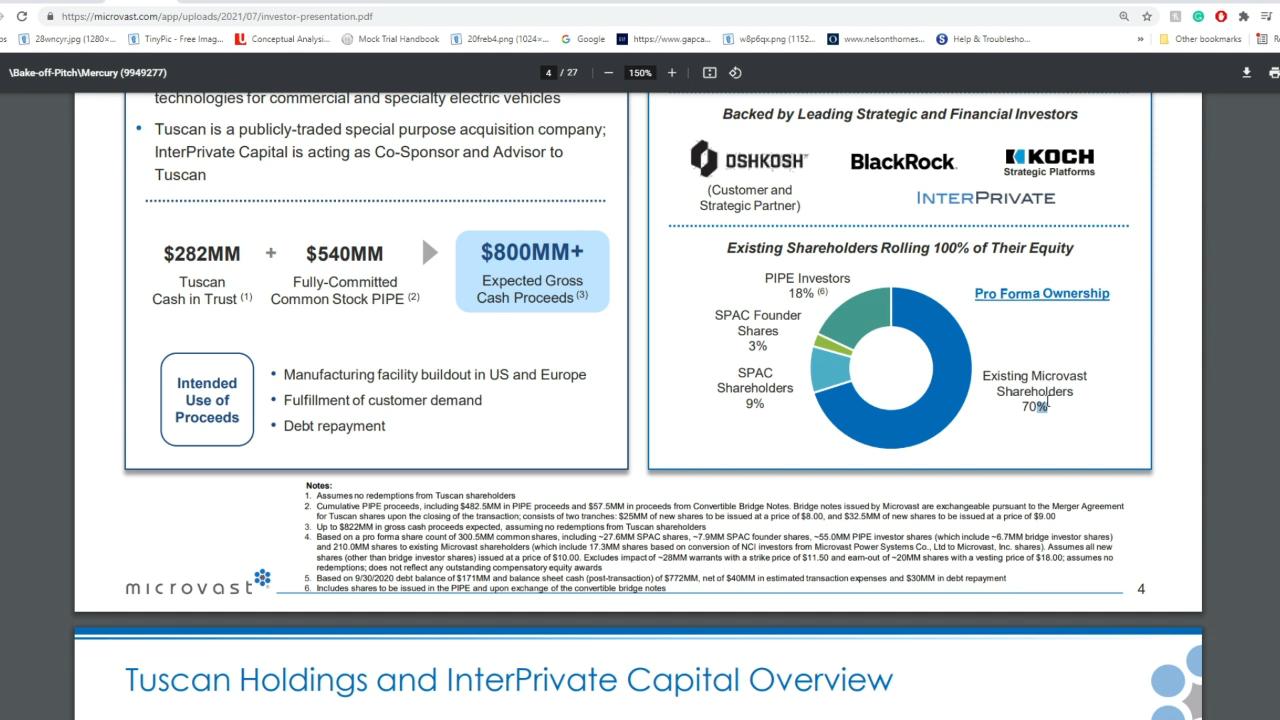 https://microvast.com/app/uploads/2021/07/investor-presentation.pdf
os
28wncyr.jpg (1280×...
TinyPic - Free Imag...
Conceptual Analysi...
Mock Trial Handbook
20freb4.png (1024×...
Google
https://www.gapca...
w8p6qx.png (1152...
www.nelsonthornes...
Help & Troublesho...
»
Other bookmarks
\Bake-off-Pitch\Mercury (9949277)
4 / 27
150%
technologies for commercial and specialty electric vehicles
• Tuscan is a publicly-traded special purpose acquisition company;
InterPrivate Capital is acting as Co-Sponsor and Advisor to
Tuscan
$282MM + $540MM $800MM+
Tuscan
Cash in Trust (1)
Fully-Committed
Common Stock PIPE (2)
Expected Gross
Cash Proceeds (3)
Intended
Use of
Proceeds
• Manufacturing facility buildout in US and Europe
• Fulfillment of customer demand
• Debt repayment
Backed by Leading Strategic and Financial Investors
OSHKOSH
(Customer and
Strategic Partner)
BlackRock.
KOCH
Strategic Platforms
INTERPRIVATE
Existing Shareholders Rolling 100% of Their Equity
Pro Forma Ownership
PIPE Investors
18% (6)
SPAC Founder
Shares
3%
SPAC
Shareholders
9%
Existing Microvast
Shareholders
70%
Notes:
1. Assumes no redemptions from Tuscan shareholders
2. Cumulative PIPE proceeds, including $482.5MM in PIPE proceeds and $57.5MM in proceeds from Convertible Bridge Notes. Bridge notes issued by Microvast are exchangeable pursuant to the Merger Agreement
for Tuscan shares upon the closing of the transaction; consists of two tranches: $25MM of new shares to be issued at a price of $8.00, and $32.5MM of new shares to be issued at a price of $9.00
3. Up to $822MM in gross cash proceeds expected, assuming no redemptions from Tuscan shareholders
4. Based on a pro forma share count of 300.5MM common shares, including ~27.6MM SPAC shares, ~7.9MM SPAC founder shares, ~55.0MM PIPE investor shares (which include ~6.7MM bridge investor shares)
and 210.0MM shares to existing Microvast shareholders (which include 17.3MM shares based on conversion of NCI investors from Microvast Power Systems Co., Ltd to Microvast, Inc. shares). Assumes all new
shares (other than bridge investor shares) issued at a price of $10.00. Excludes impact of ~28MM warrants with a strike price of $11.50 and earn-out of ~20MM shares with a vesting price of $18.00; assumes no
redemptions; does not reflect any outstanding compensatory equity awards
5. Based on 9/30/2020 debt balance of $171MM and balance sheet cash (post-transaction) of $772MM, net of $40MM in estimated transaction expenses and $30MM in debt repayment
6. Includes shares to be issued in the PIPE and upon exchange of the convertible bridge notes
microvast
4
Tuscan Holdings and InterPrivate Capital Overview